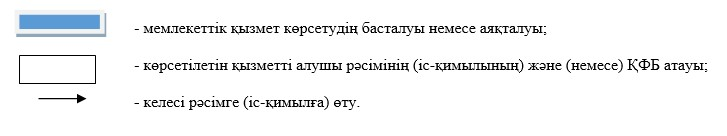 - мемлекеттік қызмет көрсетудің басталуы немесе аяқталуы;
- көрсетілетін қызметті алушы рәсімінің (іс-қимылының) және (немесе) ҚФБ атауы;
- келесі рәсімге (іс-қимылға) өту.